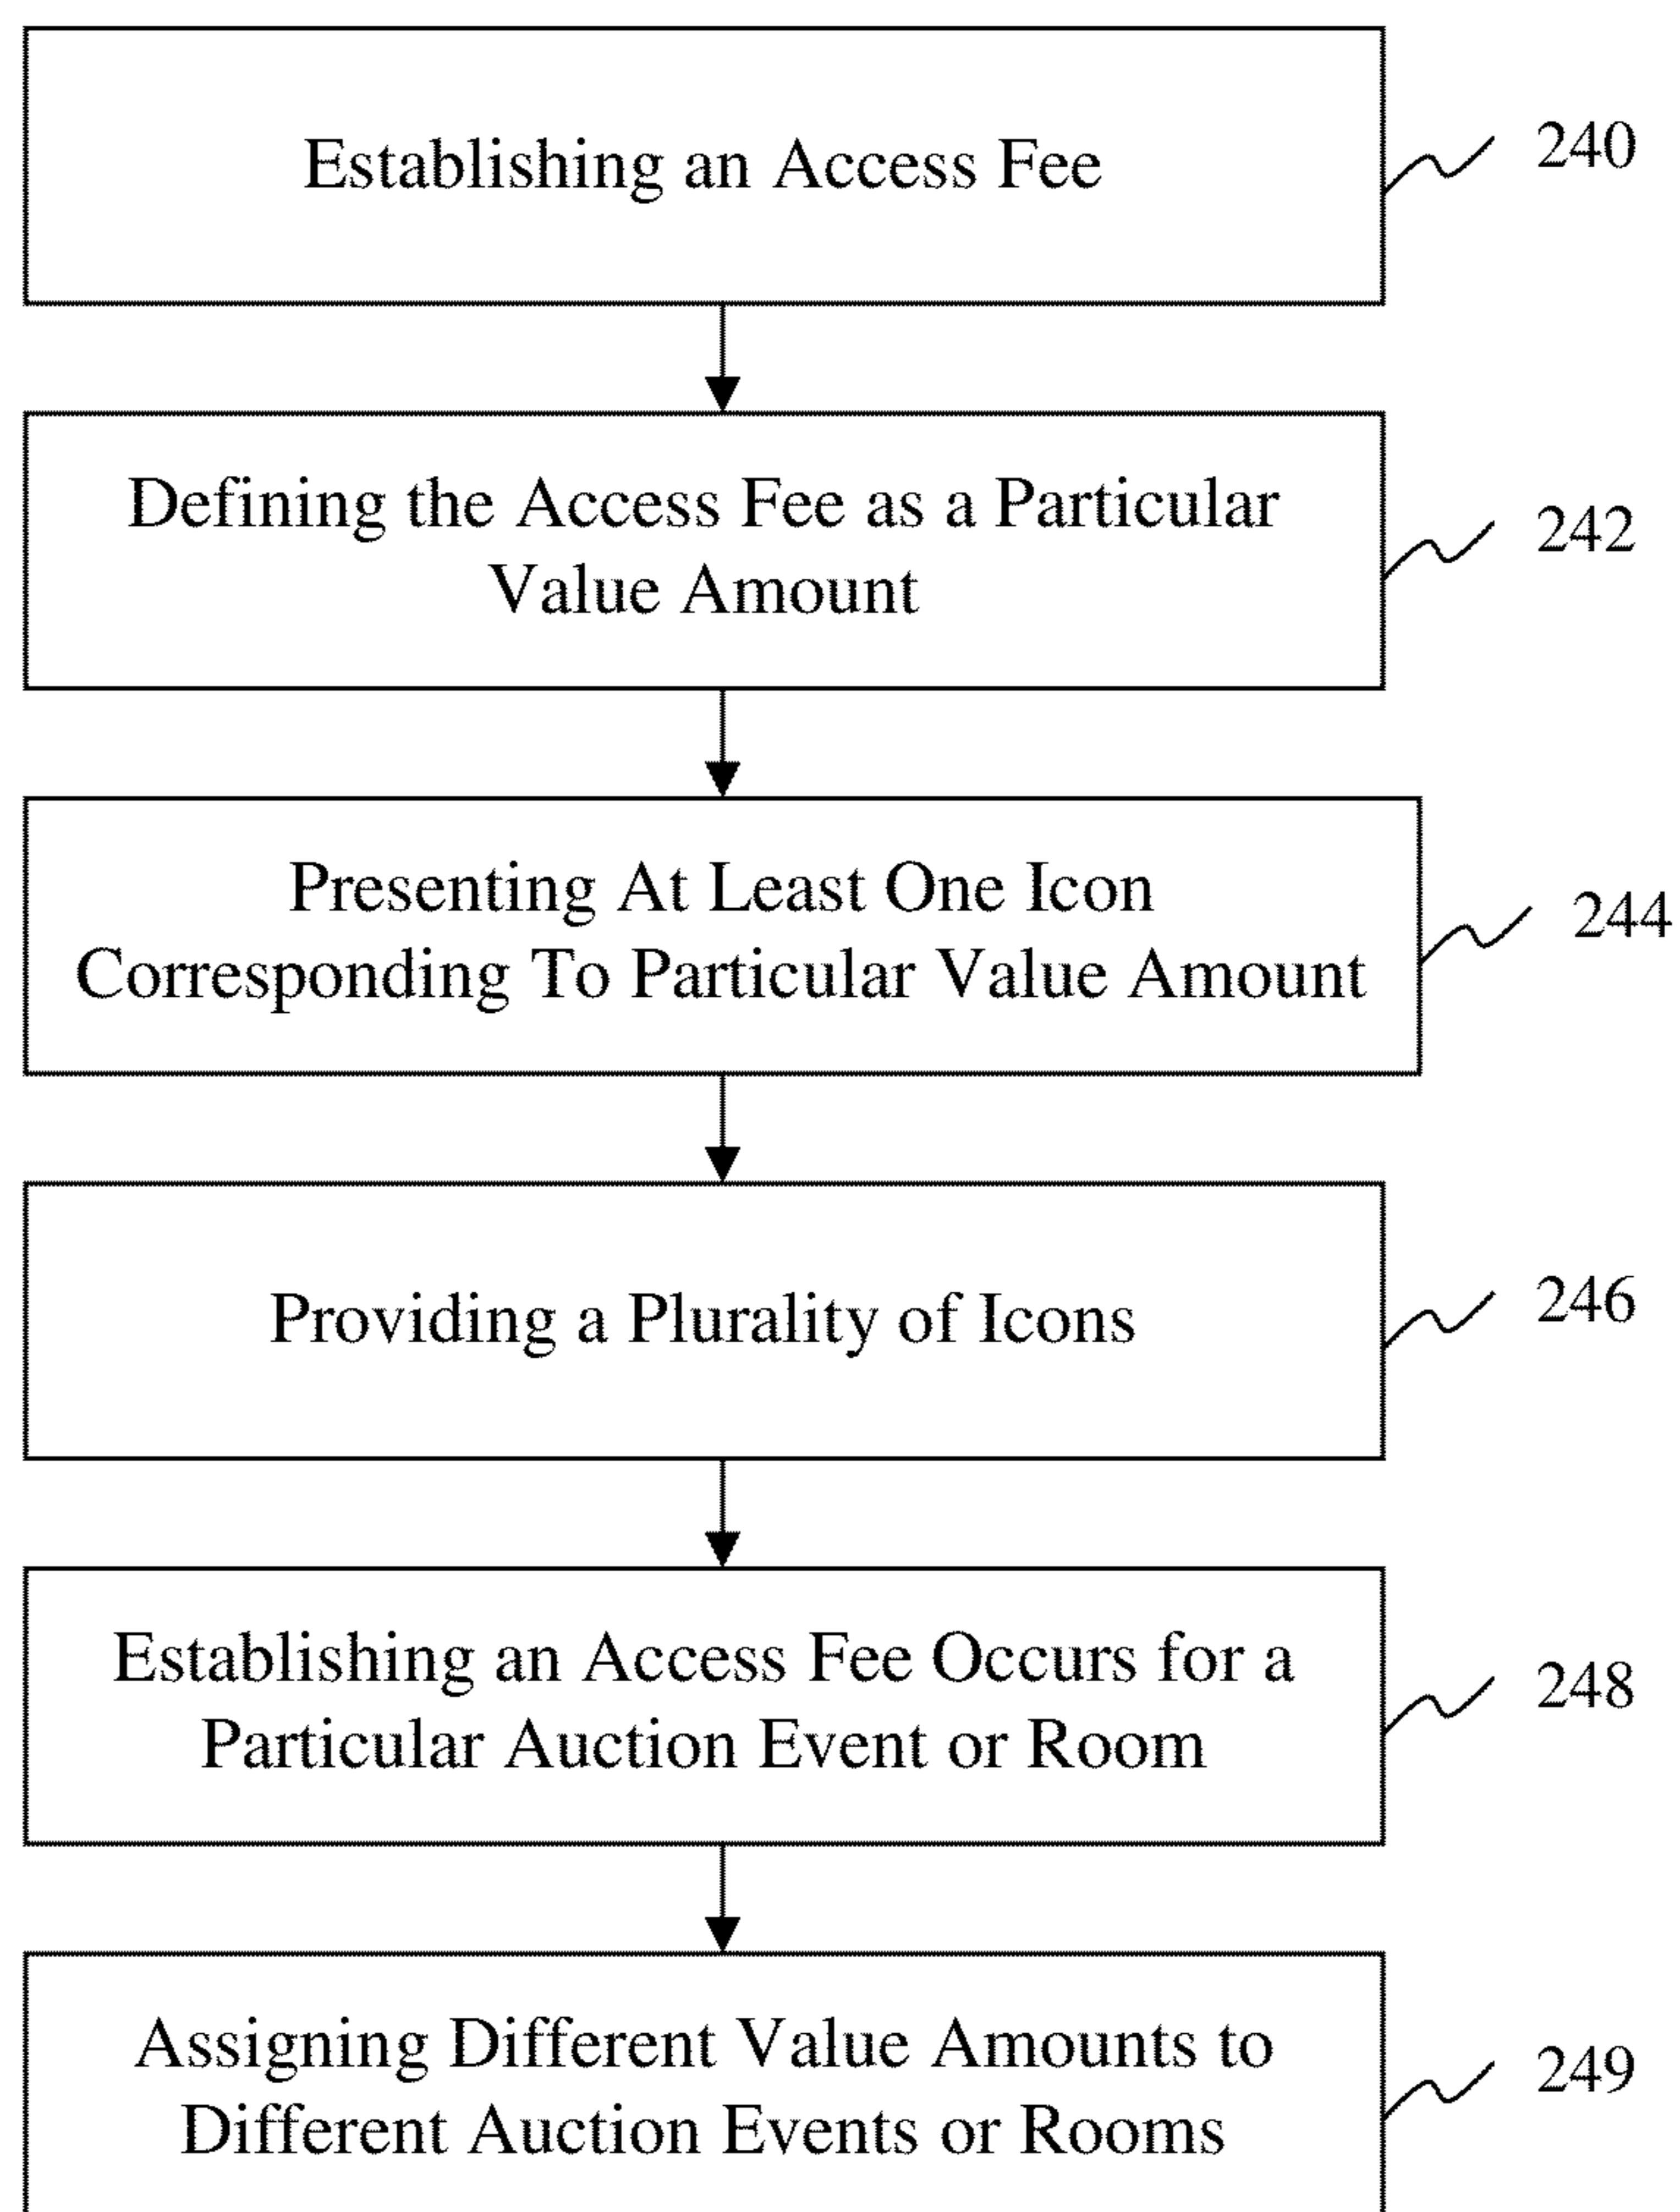 Establishing an Access Fee
240
Defining the Access Fee as a Particular
Value Amount
242
Presenting At Least One Icon
Corresponding To Particular Value Amount
244
Providing a Plurality of Icons
246
Establishing an Access Fee Occurs for a
Particular Auction Event or Room
248
Assigning Different Value Amounts to
Different Auction Events or Rooms
249